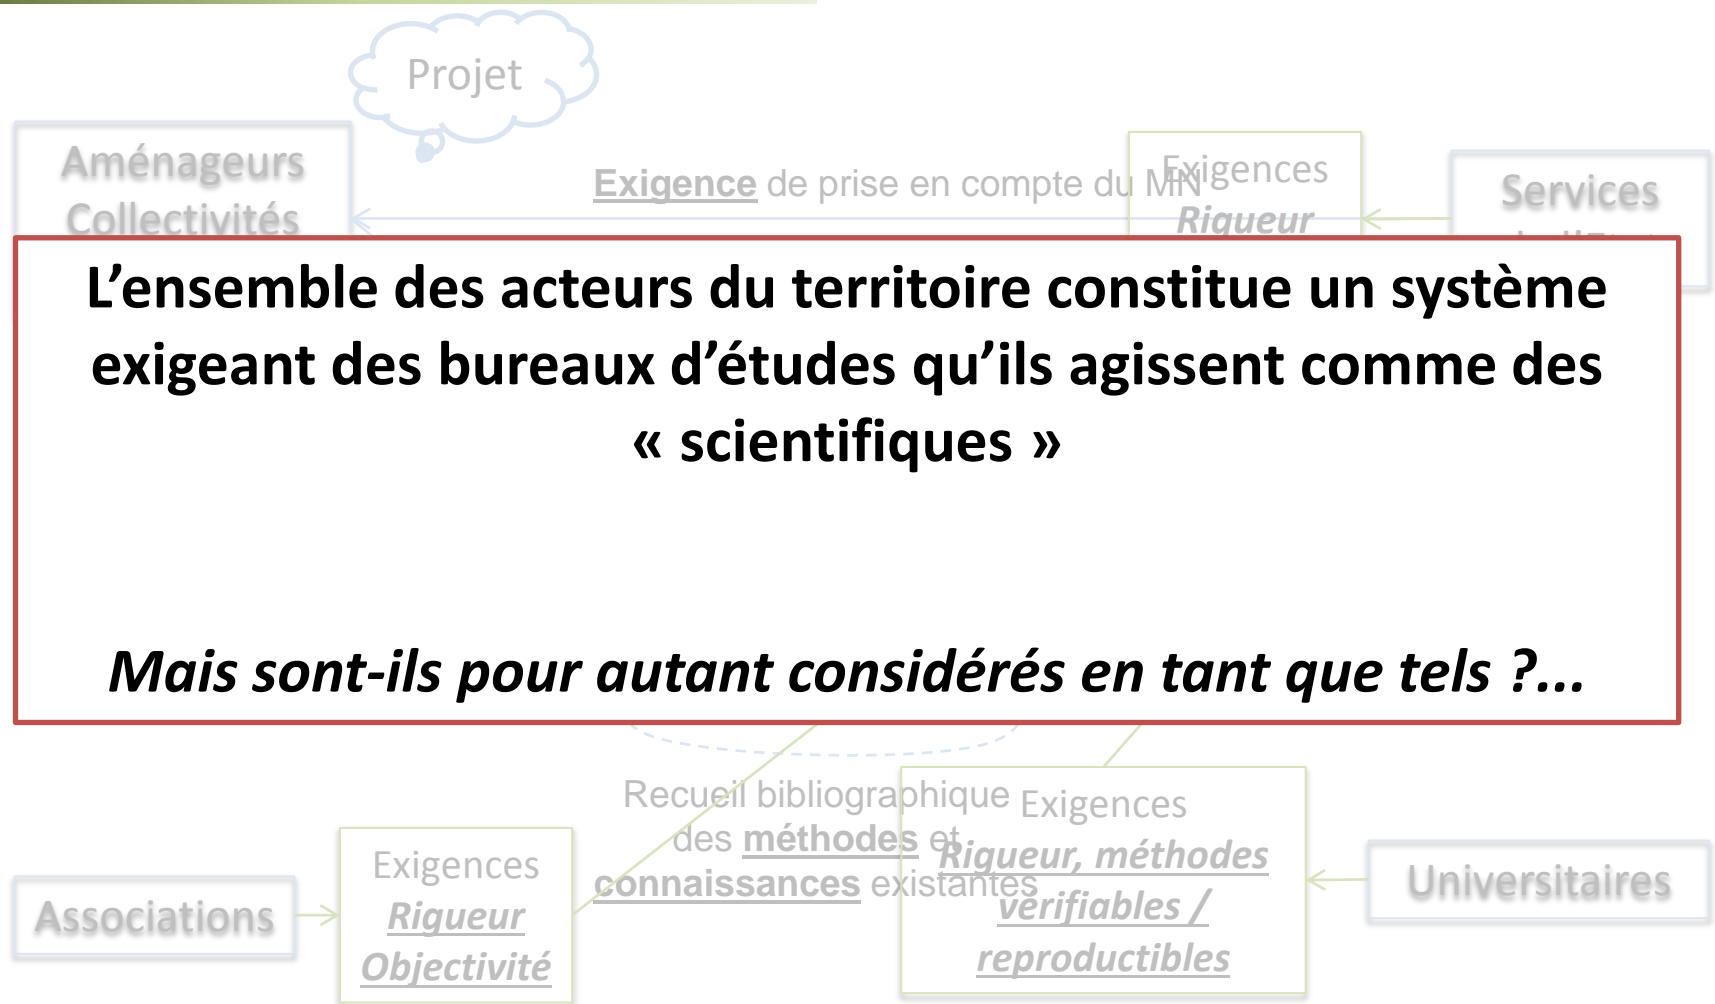 Projet
Aménageurs
Collectivités
Exigence de prise en compte du MN
Exigences
Rigueur
Services
L’ensemble des acteurs du territoire constitue un système
exigeant des bureaux d’études qu’ils agissent comme des
« scientifiques »
Mais sont-ils pour autant considérés en tant que tels ?...
Recueil bibliographique
des méthodes et
connaissances existantes
Exigences
Rigueur, méthodes
vérifiables /
reproductibles
Universitaires
Associations
Exigences
Rigueur
Objectivité